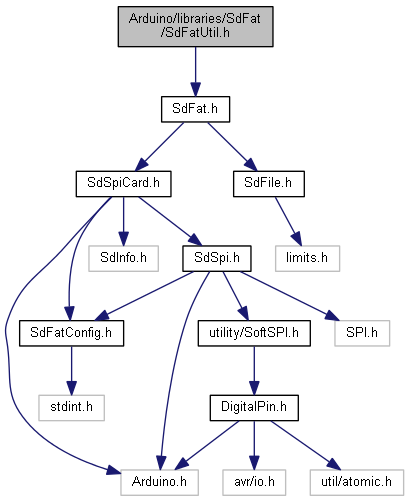 Arduino/libraries/SdFat
/SdFatUtil.h
SdFat.h
SdSpiCard.h
SdFile.h
SdInfo.h
SdSpi.h
limits.h
SdFatConfig.h
utility/SoftSPI.h
SPI.h
stdint.h
DigitalPin.h
Arduino.h
avr/io.h
util/atomic.h